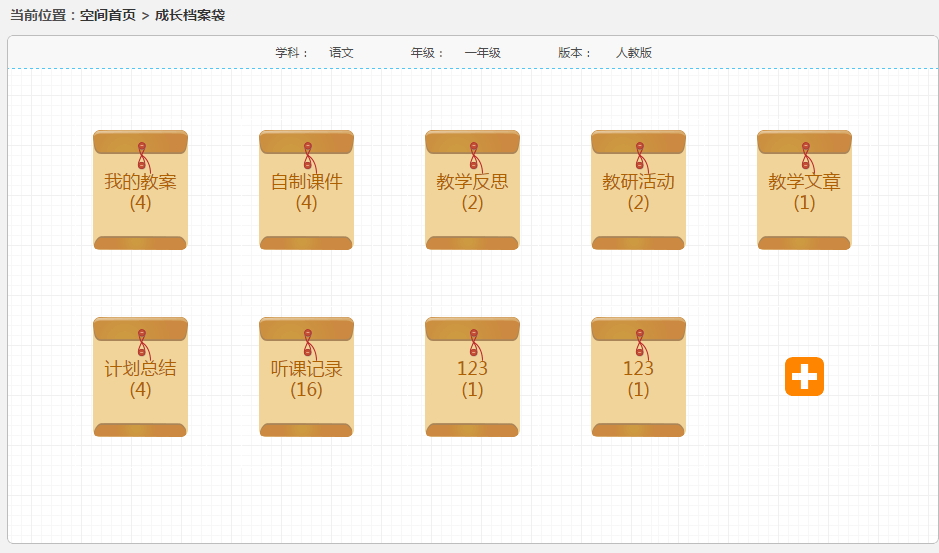 当前位置：空间首页 > 成长档案袋
学科： 语文 年级： 一年级 版本： 人教版
我的教案
(4)
自制课件
(4)
教学反思
(2)
教研活动
(2)
教学文章
(1)
计划总结
(4)
听课记录
(16)
123
(1)
123
(1)